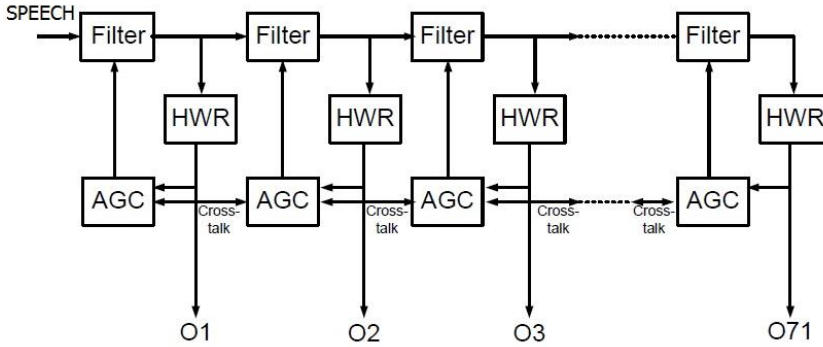 SPEECH
Filter
Filter
Filter
Filter
HWR
HWR
HWR
HWR
AGC
AGC
AGC
AGC
Cross-
talk
Cross-
talk
Cross-
talk
Cross-
talk
O1
O2
O3
O71